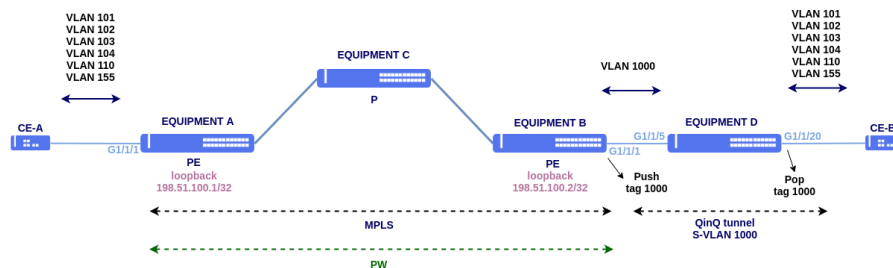 VLAN 101
VLAN 102
VLAN 103
VLAN 104
VLAN 110
VLAN 155
EQUIPMENT C
P
VLAN 1000
VLAN 101
VLAN 102
VLAN 103
VLAN 104
VLAN 110
VLAN 155
CE-A
G1/1/1
EQUIPMENT A
PE
loopback
198.51.100.1/32
EQUIPMENT B
PE
loopback
198.51.100.2/32
G1/1/1
G1/1/5
EQUIPMENT D
G1/1/20
CE-B
Push
tag 1000
Pop
tag 1000
MPLS
QinQ tunnel
S-VLAN 1000
PW